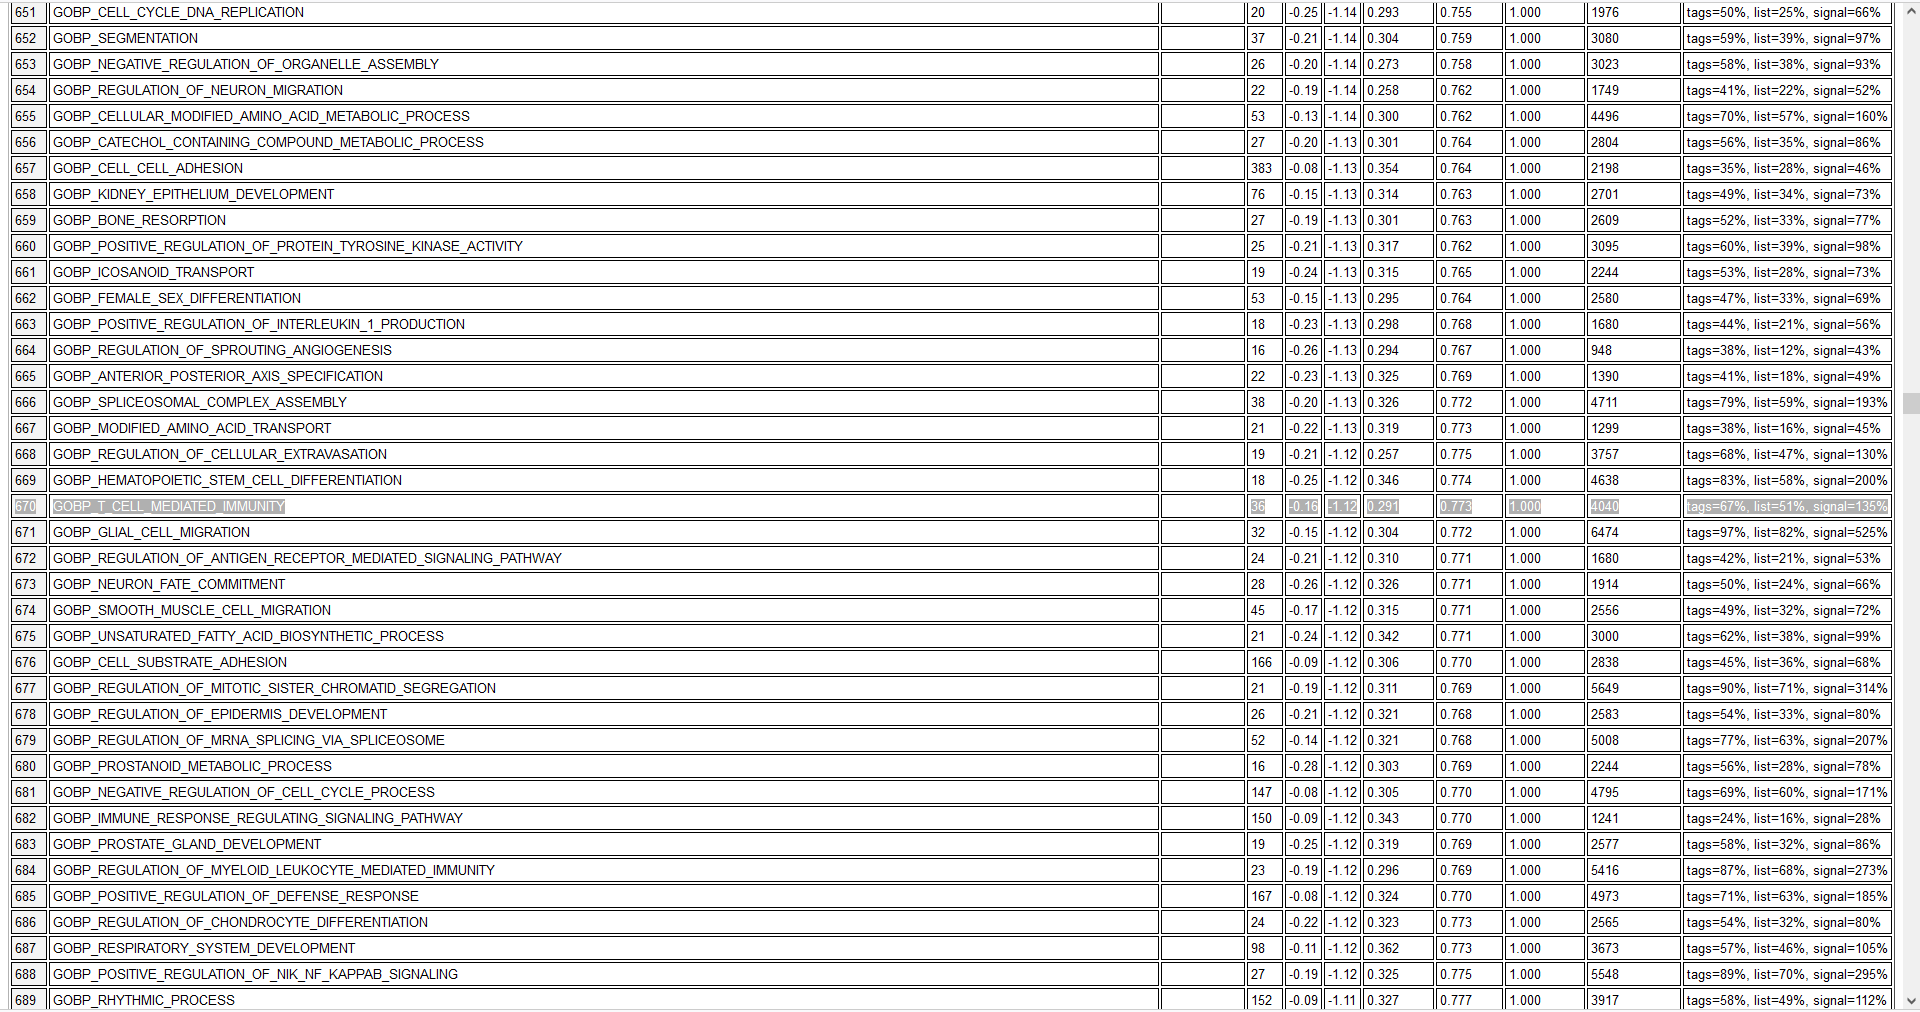 651 GOBP_CELL_CYCLE_DNA_REPLICATION 20 -0.25 -1.14 0.293 0.755 1.000 1976 tags=50%, list=25%, signal=66%
652 GOBP_SEGMENTATION 37 -0.21 -1.14 0.304 0.759 1.000 3080 tags=59%, list=39%, signal=97%
653 GOBP_NEGATIVE_REGULATION_OF_ORGANELLE_ASSEMBLY 26 -0.20 -1.14 0.273 0.758 1.000 3023 tags=58%, list=38%, signal=93%
654 GOBP_REGULATION_OF_NEURON_MIGRATION 22 -0.19 -1.14 0.258 0.762 1.000 1749 tags=41%, list=22%, signal=52%
655 GOBP_CELLULAR_MODIFIED_AMINO_ACID_METABOLIC_PROCESS 53 -0.13 -1.14 0.300 0.762 1.000 4496 tags=70%, list=57%, signal=160%
656 GOBP_CATECHOL_CONTAINING_COMPOUND_METABOLIC_PROCESS 27 -0.20 -1.13 0.301 0.764 1.000 2804 tags=56%, list=35%, signal=86%
657 GOBP_CELL_CELL_ADHESION 383 -0.08 -1.13 0.354 0.764 1.000 2198 tags=35%, list=28%, signal=46%
658 GOBP_KIDNEY_EPITHELIUM_DEVELOPMENT 76 -0.15 -1.13 0.314 0.763 1.000 2701 tags=49%, list=34%, signal=73%
659 GOBP_BONE_RESORPTION 27 -0.19 -1.13 0.301 0.763 1.000 2609 tags=52%, list=33%, signal=77%
660 GOBP_POSITIVE_REGULATION_OF_PROTEIN_TYROSINE_KINASE_ACTIVITY 25 -0.21 -1.13 0.317 0.762 1.000 3095 tags=60%, list=39%, signal=98%
661 GOBP_ICOSANOID_TRANSPORT 19 -0.24 -1.13 0.315 0.765 1.000 2244 tags=53%, list=28%, signal=73%
662 GOBP_FEMALE_SEX_DIFFERENTIATION 53 -0.15 -1.13 0.295 0.764 1.000 2580 tags=47%, list=33%, signal=69%
663 GOBP_POSITIVE_REGULATION_OF_INTERLEUKIN_1_PRODUCTION 18 -0.23 -1.13 0.298 0.768 1.000 1680 tags=44%, list=21%, signal=56%
664 GOBP_REGULATION_OF_SPROUTING_ANGIOGENESIS 16 -0.26 -1.13 0.294 0.767 1.000 948 tags=38%, list=12%, signal=43%
665 GOBP_ANTERIOR_POSTERIOR_AXIS_SPECIFICATION 22 -0.23 -1.13 0.325 0.769 1.000 1390 tags=41%, list=18%, signal=49%
666 GOBP_SPLICEOSOMAL_COMPLEX_ASSEMBLY 38 -0.20 -1.13 0.326 0.772 1.000 4711 tags=79%, list=59%, signal=193%
667 GOBP_MODIFIED_AMINO_ACID_TRANSPORT 21 -0.22 -1.13 0.319 0.773 1.000 1299 tags=38%, list=16%, signal=45%
668 GOBP_REGULATION_OF_CELLULAR_EXTRAVASATION 19 -0.21 -1.12 0.257 0.775 1.000 3757 tags=68%, list=47%, signal=130%
669 GOBP_HEMATOPOIETIC_STEM_CELL_DIFFERENTIATION 18 -0.25 -1.12 0.346 0.774 1.000 4638 tags=83%, list=58%, signal=200%
670 GOBP_T_CELL_MEDIATED_IMMUNITY 36 -0.16 -1.12 0.291 0.773 1.000 4040 tags=67%, list=51%, signal=135%
671 GOBP_GLIAL_CELL_MIGRATION 32 -0.15 -1.12 0.304 0.772 1.000 6474 tags=97%, list=82%, signal=525%
672 GOBP_REGULATION_OF_ANTIGEN_RECEPTOR_MEDIATED_SIGNALING_PATHWAY 24 -0.21 -1.12 0.310 0.771 1.000 1680 tags=42%, list=21%, signal=53%
673 GOBP_NEURON_FATE_COMMITMENT 28 -0.26 -1.12 0.326 0.771 1.000 1914 tags=50%, list=24%, signal=66%
674 GOBP_SMOOTH_MUSCLE_CELL_MIGRATION 45 -0.17 -1.12 0.315 0.771 1.000 2556 tags=49%, list=32%, signal=72%
675 GOBP_UNSATURATED_FATTY_ACID_BIOSYNTHETIC_PROCESS 21 -0.24 -1.12 0.342 0.771 1.000 3000 tags=62%, list=38%, signal=99%
676 GOBP_CELL_SUBSTRATE_ADHESION 166 -0.09 -1.12 0.306 0.770 1.000 2838 tags=45%, list=36%, signal=68%
677 GOBP_REGULATION_OF_MITOTIC_SISTER_CHROMATID_SEGREGATION 21 -0.19 -1.12 0.311 0.769 1.000 5649 tags=90%, list=71%, signal=314%
678 GOBP_REGULATION_OF_EPIDERMIS_DEVELOPMENT 26 -0.21 -1.12 0.321 0.768 1.000 2583 tags=54%, list=33%, signal=80%
679 GOBP_REGULATION_OF_MRNA_SPLICING_VIA_SPLICEOSOME 52 -0.14 -1.12 0.321 0.768 1.000 5008 tags=77%, list=63%, signal=207%
680 GOBP_PROSTANOID_METABOLIC_PROCESS 16 -0.28 -1.12 0.303 0.769 1.000 2244 tags=56%, list=28%, signal=78%
681 GOBP_NEGATIVE_REGULATION_OF_CELL_CYCLE_PROCESS 147 -0.08 -1.12 0.305 0.770 1.000 4795 tags=69%, list=60%, signal=171%
682 GOBP_IMMUNE_RESPONSE_REGULATING_SIGNALING_PATHWAY 150 -0.09 -1.12 0.343 0.770 1.000 1241 tags=24%, list=16%, signal=28%
683 GOBP_PROSTATE_GLAND_DEVELOPMENT 19 -0.25 -1.12 0.319 0.769 1.000 2577 tags=58%, list=32%, signal=86%
684 GOBP_REGULATION_OF_MYELOID_LEUKOCYTE_MEDIATED_IMMUNITY 23 -0.19 -1.12 0.296 0.769 1.000 5416 tags=87%, list=68%, signal=273%
685 GOBP_POSITIVE_REGULATION_OF_DEFENSE_RESPONSE 167 -0.08 -1.12 0.324 0.770 1.000 4973 tags=71%, list=63%, signal=185%
686 GOBP_REGULATION_OF_CHONDROCYTE_DIFFERENTIATION 24 -0.22 -1.12 0.323 0.773 1.000 2565 tags=54%, list=32%, signal=80%
687 GOBP_RESPIRATORY_SYSTEM_DEVELOPMENT 98 -0.11 -1.12 0.362 0.773 1.000 3673 tags=57%, list=46%, signal=105%
688 GOBP_POSITIVE_REGULATION_OF_NIK_NF_KAPPAB_SIGNALING 27 -0.19 -1.12 0.325 0.775 1.000 5548 tags=89%, list=70%, signal=295%
689 GOBP_RHYTHMIC_PROCESS 152 -0.09 -1.11 0.327 0.777 1.000 3917 tags=58%, list=49%, signal=112%